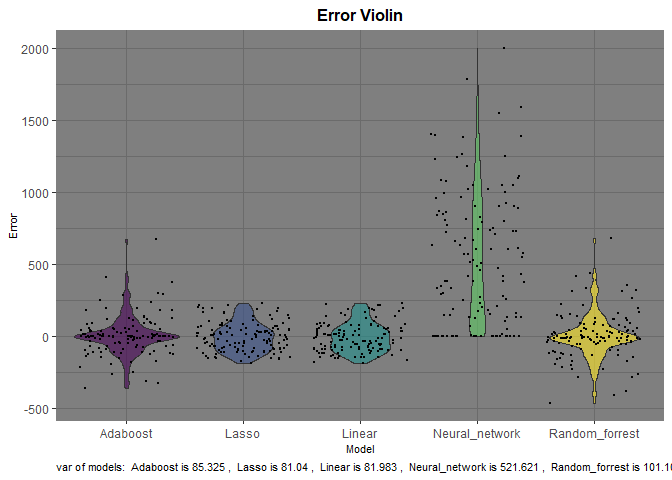 Error Violin
2000
1500
1000
500
0
-500
Error
Adaboost
Lasso
Linear
Neural_network
Random_forrest
Model
var of models: Adaboost is 85.325 , Lasso is 81.04 , Linear is 81.983 , Neural_network is 521.621 , Random_forrest is